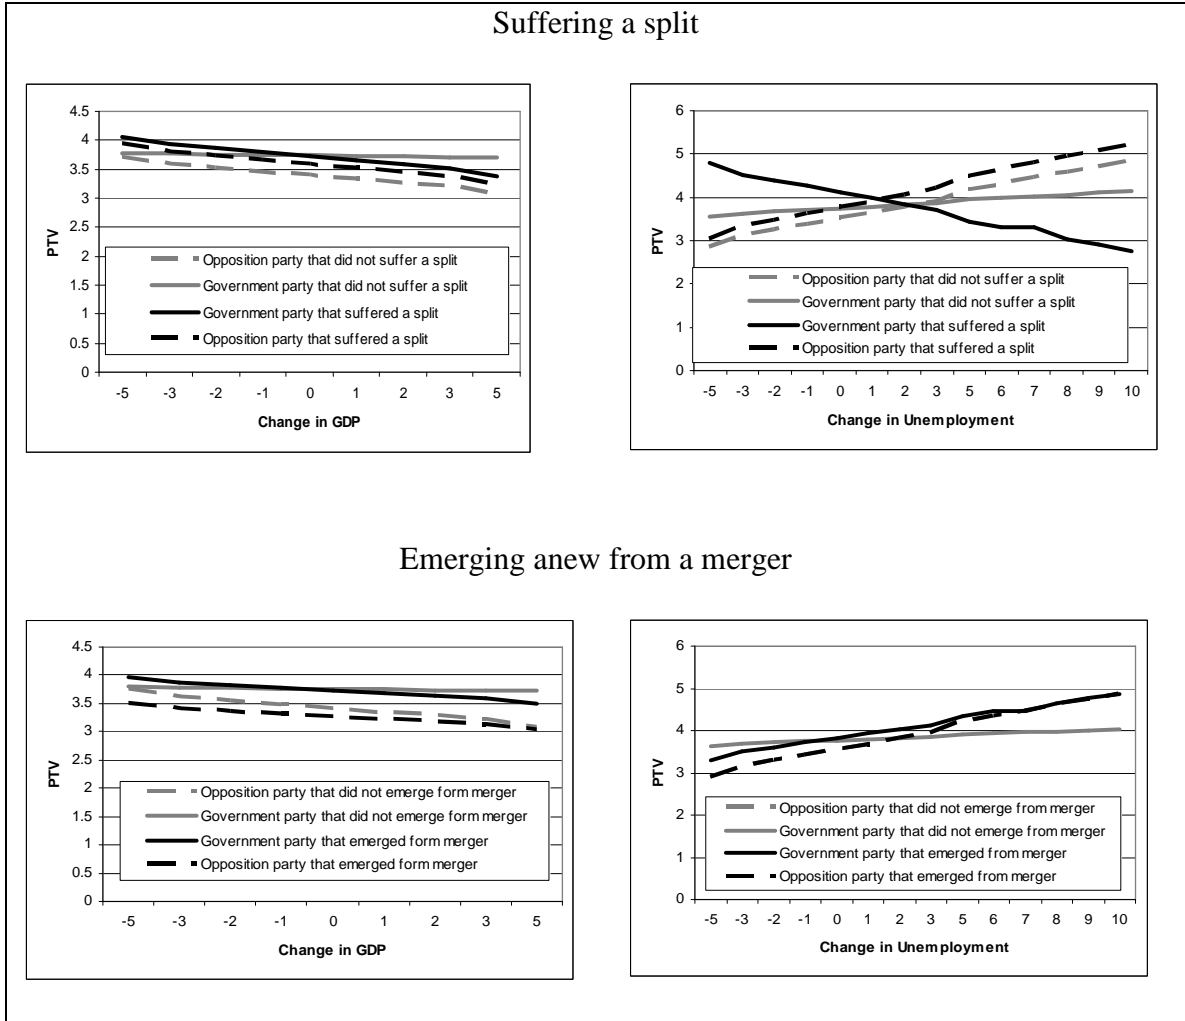 Suffering a split
4.5
4
3.5
3
2.5
2
1.5
1
0.5
0
PTV
Opposition party that did not suffer a split
Government party that did not suffer a split
Government party that suffered a split
Opposition party that suffered a split
-5 -3 -2 -1 0 1 2 3 5
Change in GDP
6
5
4
3
2
1
0
PTV
Opposition party that did not suffer a split
Government party that did not suffer a split
Government party that suffered a split
Opposition party that suffered a split
-5 -3 -2 -1 0 1 2 3 5 6 7 8 9 10
Change in Unemployment
Emerging anew from a merger
4.5
4
3.5
3
2.5
2
1.5
1
0.5
0
PTV
Opposition party that did not emerge form merger
Government party that did not emerge form merger
Government party that emerged form merger
Opposition party that emerged form merger
-5 -3 -2 -1 0 1 2 3 5
Change in GDP
6
5
4
3
2
1
0
PTV
Opposition party that did not emerge from merger
Government party that did not emerge from merger
Government party that emerged from merger
Opposition party that emerged from merger
-5 -3 -2 -1 0 1 2 3 5 6 7 8 9 10
Change in Unemployment